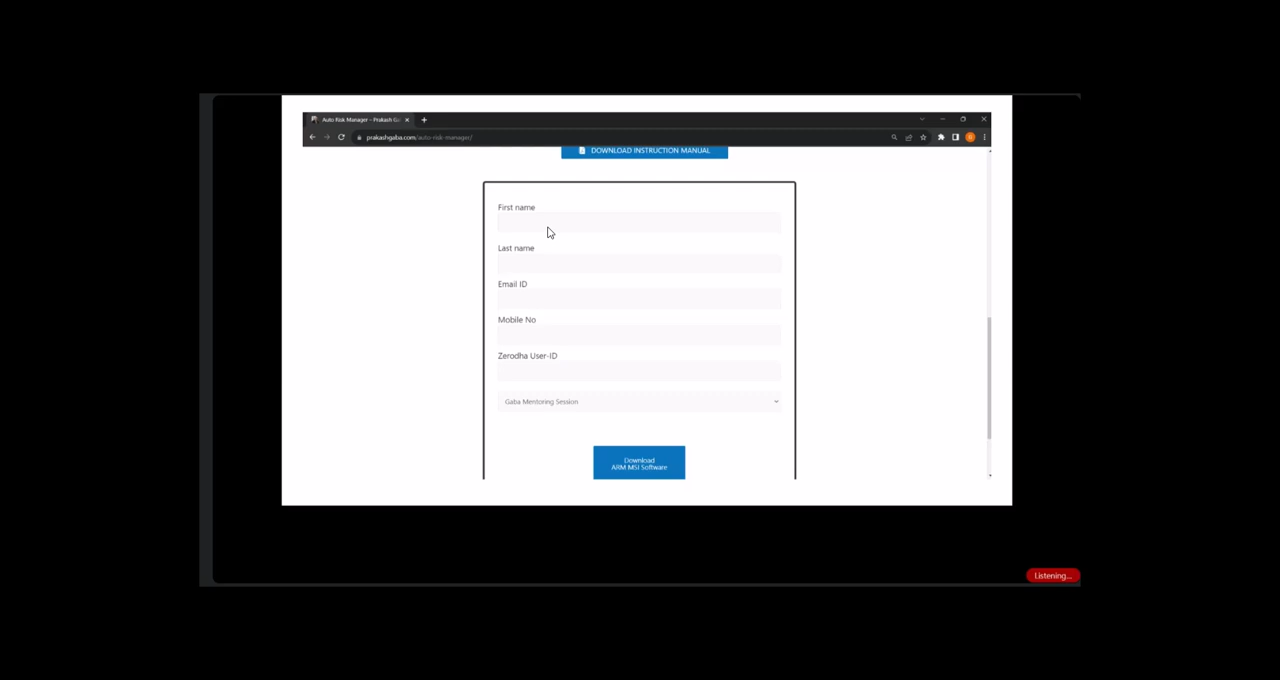 Auto Risk Manager – Prakash Ga
prakashgaba.com/auto-risk-manager/
DOWNLOAD INSTRUCTION MANUAL
First name
Last name
Email ID
Mobile No
Zerodha User-ID
Gaba Mentoring Session
Download
ARM MSI Software
Listening...